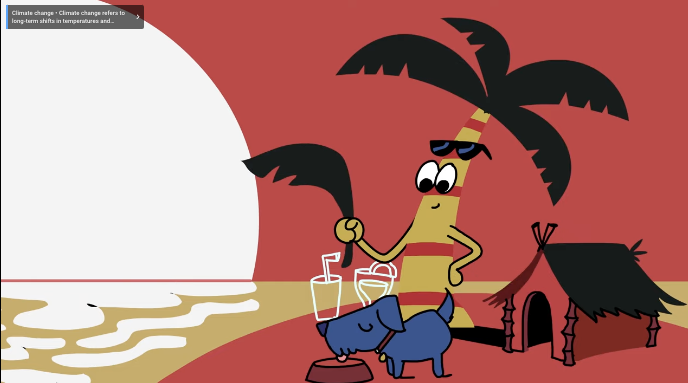 Climate change • Climate change refers to
long-term shifts in temperatures and...